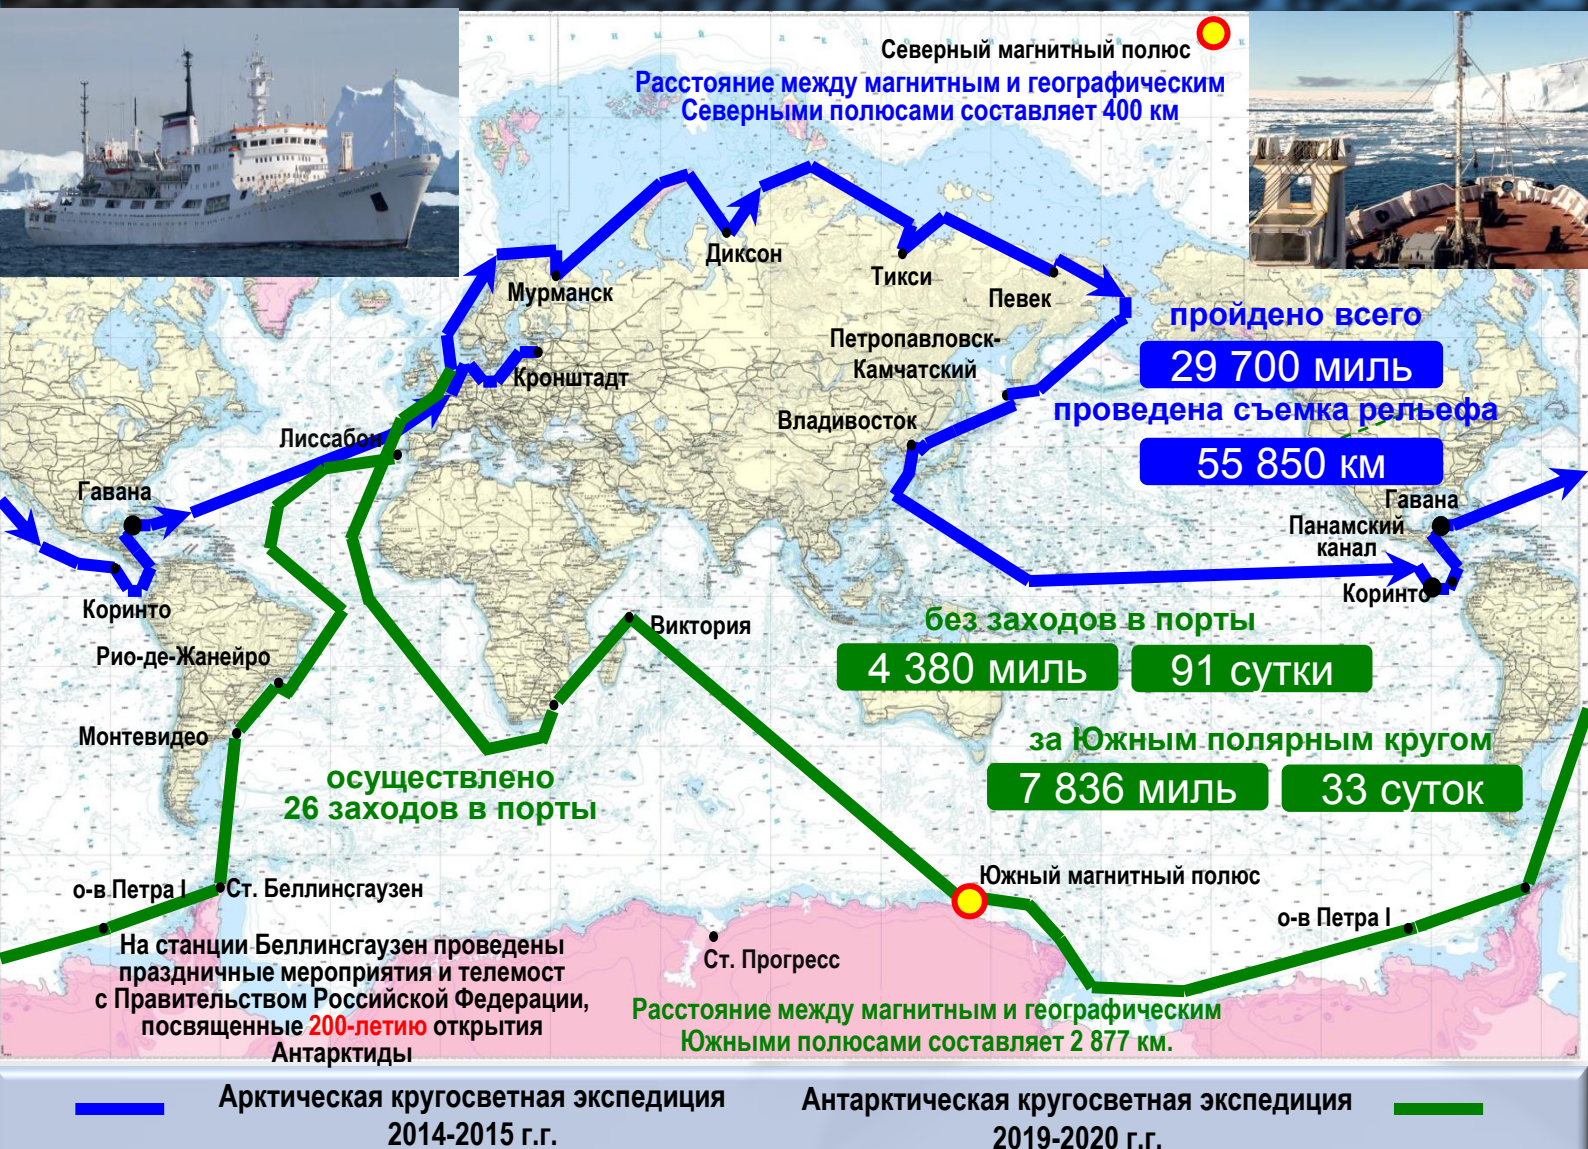 Северный магнитный полюс
Расстояние между магнитным и географическим
Северными полюсами составляет 400 км
Диксон
Тикси
Мурманск
Певек
пройдено всего
29 700 миль
Петропавловск-
Камчатский
Кронштадт
проведена съемка рельефа
55 850 км
Владивосток
Лиссабон
Гавана
Гавана
Панамский
канал
Коринто
Коринто
без заходов в порты
4 380 миль
91 сутки
Виктория
Рио-де-Жанейро
Монтевидео
за Южным полярным кругом
7 836 миль
33 суток
осуществлено
26 заходов в порты
Южный магнитный полюс
о-в Петра I
Ст. Беллинсгаузен
о-в Петра I
На станции Беллинсгаузен проведены
праздничные мероприятия и телемост
с Правительством Российской Федерации,
посвященные 200-летию открытия
Антарктиды
Ст. Прогресс
Расстояние между магнитным и географическим
Южными полюсами составляет 2 877 км.
Арктическая кругосветная экспедиция
2014-2015 г.г.
Антарктическая кругосветная экспедиция
2019-2020 г.г.